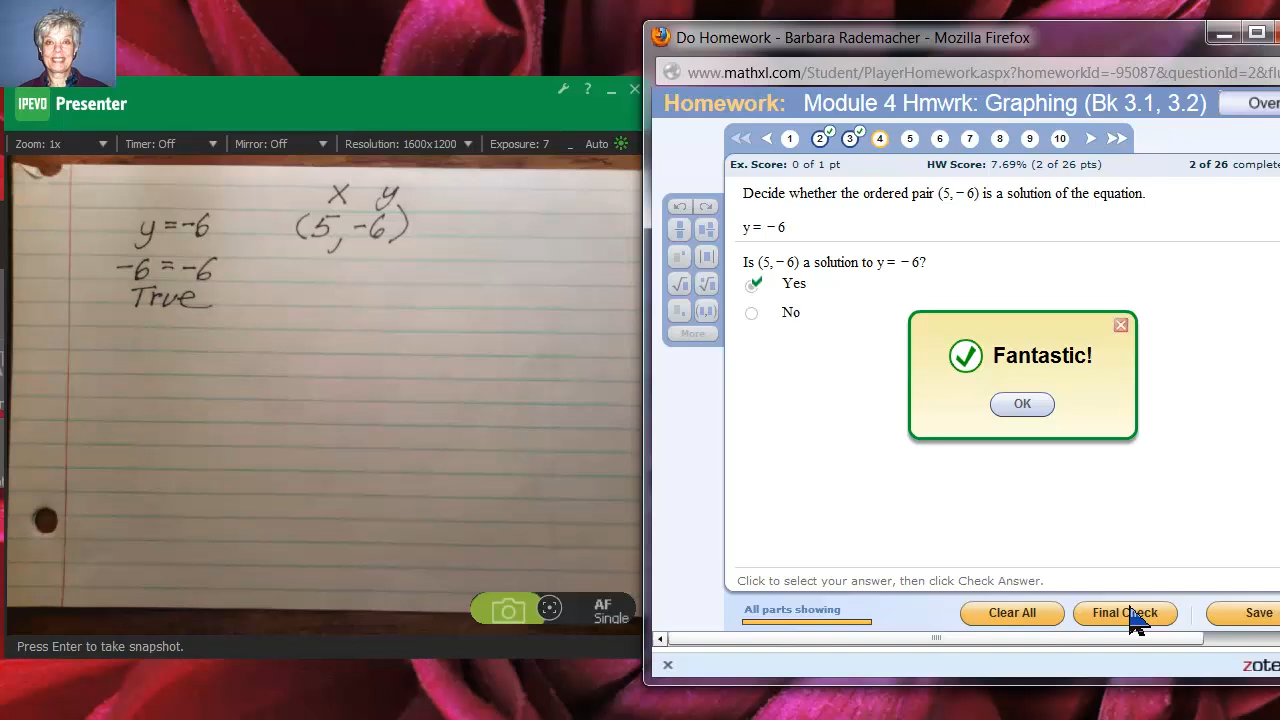 IPEVO Presenter
?
Zoom: 1x Timer: Off Mirror: Off Resolution: 1600x1200 Exposure: 7 Auto
x y
y = -6 (5, -6)
-6 = -6
True
AF
Single
Press Enter to take snapshot.
Do Homework - Barbara Rademacher - Mozilla Firefox
www.mathxl.com/Student/PlayerHomework.aspx?homeworkId=-95087&questionId=2&flu
Homework: Module 4 Hmwrk: Graphing (Bk 3.1, 3.2) Over
1 2 3 4 5 6 7 8 9 10
Ex. Score: 0 of 1 pt HW Score: 7.69% (2 of 26 pts) 2 of 26 complete
Decide whether the ordered pair (5, − 6) is a solution of the equation.
y = − 6
Is (5, − 6) a solution to y = − 6?
Yes
No
More
Fantastic!
OK
Click to select your answer, then click Check Answer.
All parts showing
Clear All Final Check Save
x zote